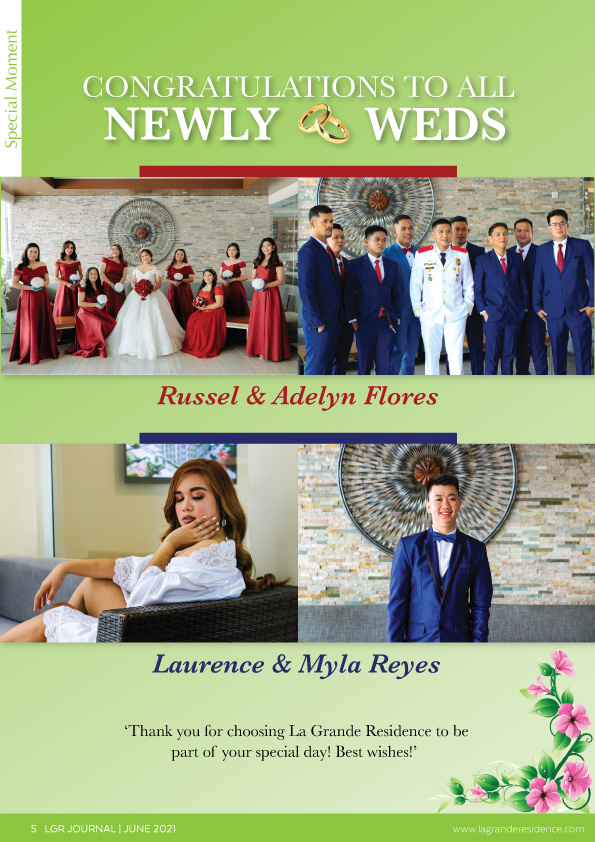 Special Moment
CONGRATULATIONS TO ALL
NEWLY WEDS
Russel & Adelyn Flores
Laurence & Myla Reyes
‘Thank you for choosing La Grande Residence to be
part of your special day! Best wishes!’
5 LGR JOURNAL | JUNE 2021
www.lagranderesidence.com